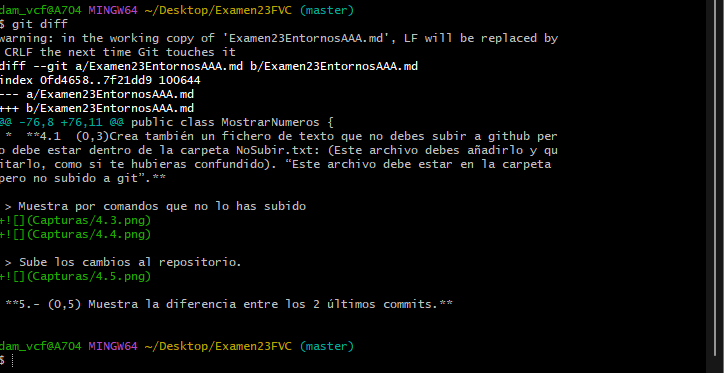 dam_vcf@A704 MINGW64 ~/Desktop/Examen23FVC (master)
$ git diff
warning: in the working copy of 'Examen23EntornosAAA.md', LF will be replaced by
 CRLF the next time Git touches it
diff --git a/Examen23EntornosAAA.md b/Examen23EntornosAAA.md
index 0fd4658..7f21dd9 100644
--- a/Examen23EntornosAAA.md
+++ b/Examen23EntornosAAA.md
@@ -76,8 +76,11 @@ public class MostrarNumeros {
 *  **4.1  (0,3)Crea también un fichero de texto que no debes subir a github per
o debe estar dentro de la carpeta NoSubir.txt: (Este archivo debes añadirlo y qu
itarlo, como si te hubieras confundido). “Este archivo debe estar en la carpeta
pero no subido a git”.**
 > Muestra por comandos que no lo has subido
+![](Capturas/4.3.png)
+![](Capturas/4.4.png)
 > Sube los cambios al repositorio.
+![](Capturas/4.5.png)
 **5.- (0,5) Muestra la diferencia entre los 2 últimos commits.**
dam_vcf@A704 MINGW64 ~/Desktop/Examen23FVC (master)
$